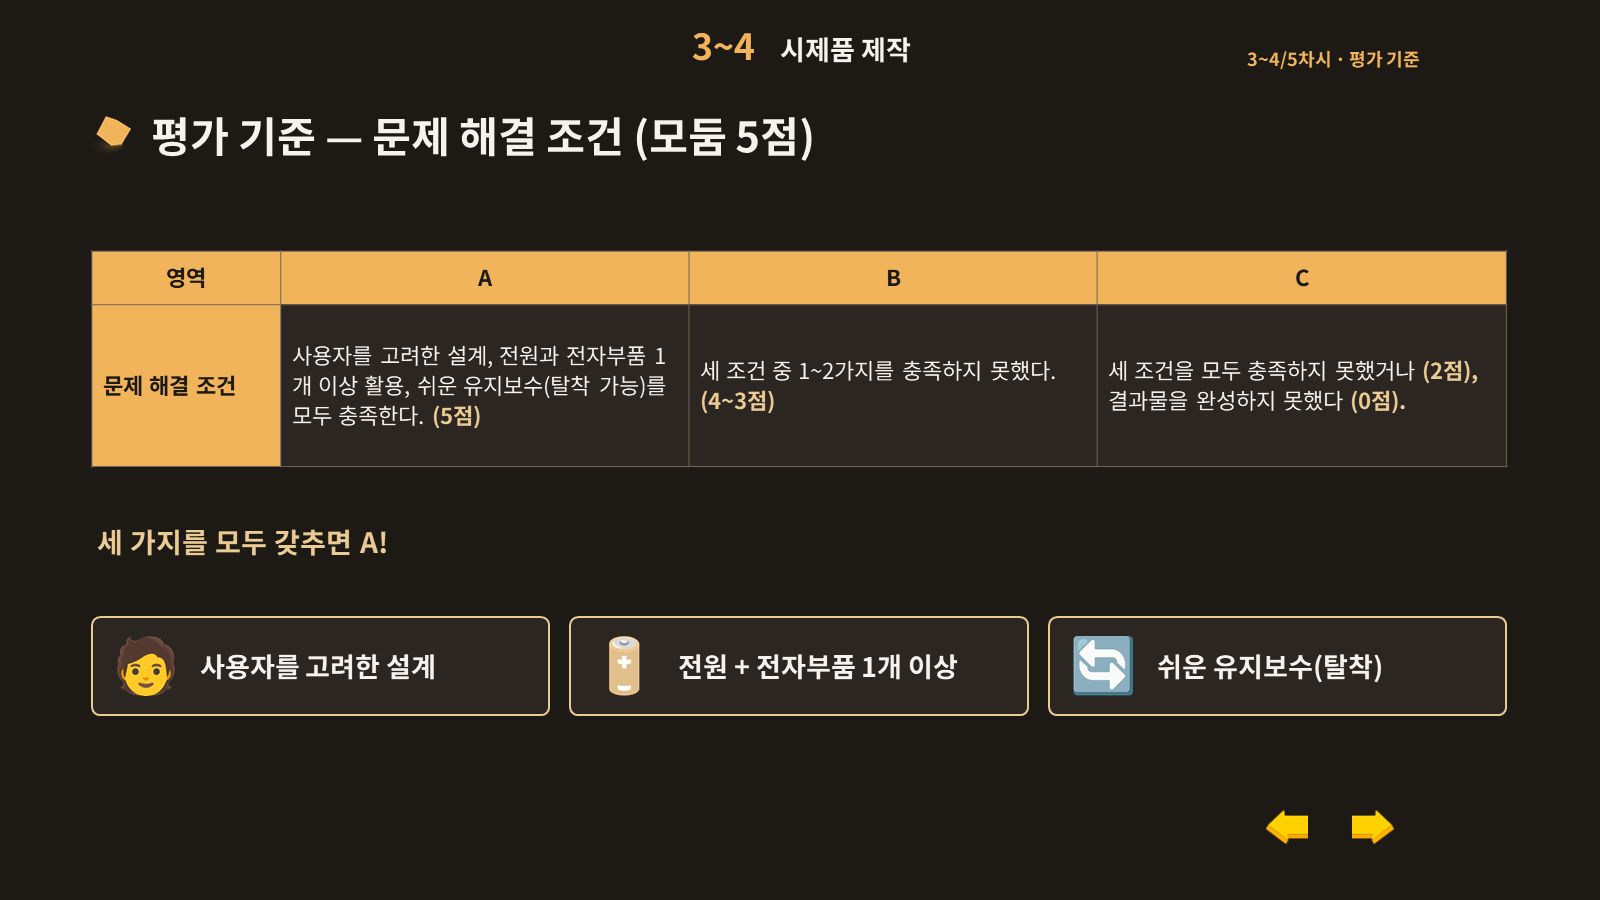 3~4 시제품 제작
3~4/5차시 · 평가 기준
평가 기준 — 문제 해결 조건 (모둠 5점)
영역
A
B
C
문제 해결 조건
사용자를 고려한 설계, 전원과 전자부품 1
개 이상 활용, 쉬운 유지보수(탈착 가능)를
모두 충족한다. (5점)
세 조건 중 1~2가지를 충족하지 못했다.
(4~3점)
세 조건을 모두 충족하지 못했거나 (2점),
결과물을 완성하지 못했다 (0점).
세 가지를 모두 갖추면 A!
사용자를 고려한 설계
전원 + 전자부품 1개 이상
쉬운 유지보수(탈착)